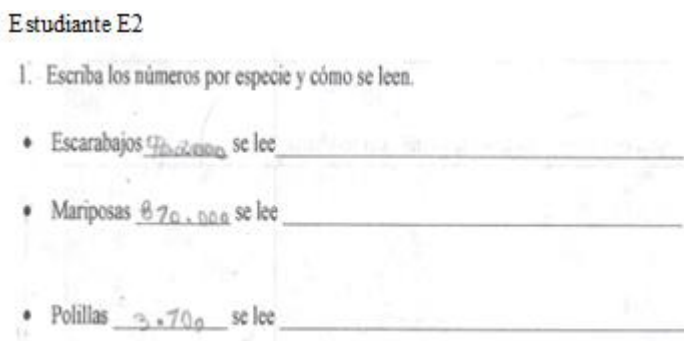 Estudiante E2
1. Escriba los números por especie y cómo se leen.
• Escarabajos se lee
• Mariposas 870.000 se lee
• Polillas 3.700 se lee